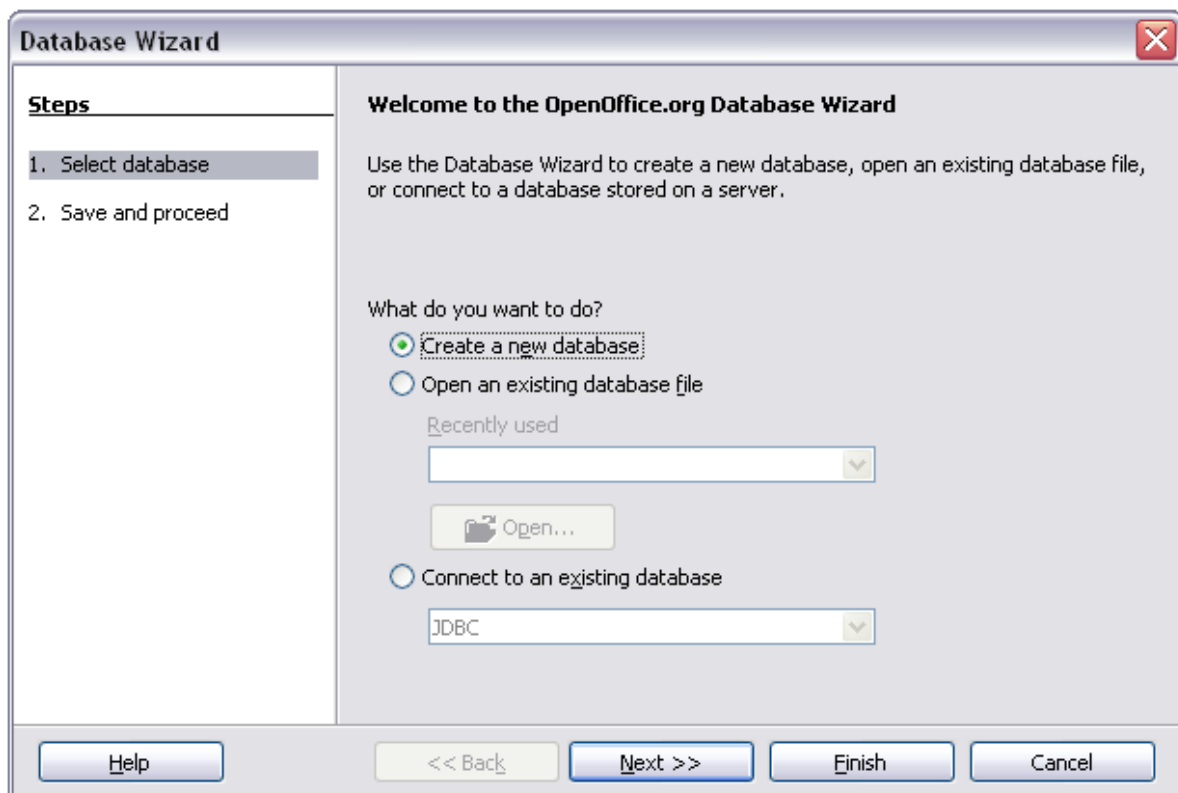 Database Wizard
Steps
1. Select database
2. Save and proceed
Welcome to the OpenOffice.org Database Wizard
Use the Database Wizard to create a new database, open an existing database file,
or connect to a database stored on a server.
What do you want to do?
Create a new database
Open an existing database file
Recently used
Open...
Connect to an existing database
JDBC
Help
<< Back
Next >>
Finish
Cancel